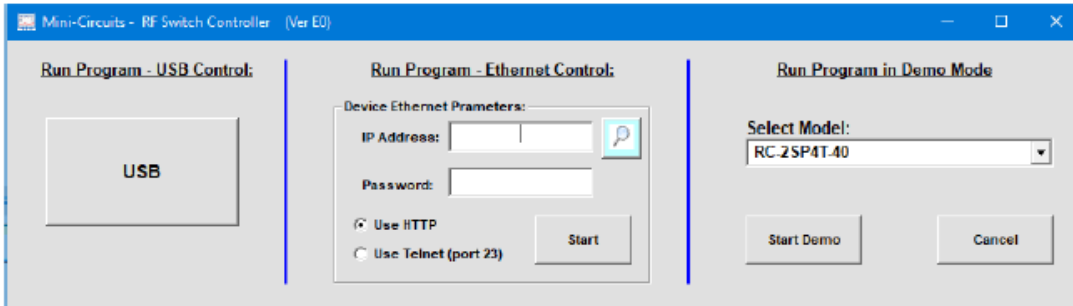 Mini-Circuits - RF Switch Controller (Ver E0)
Run Program - USB Control:
USB
Run Program - Ethernet Control:
Device Ethernet Prameters:
IP Address:
Password:
Use HTTP
Use Telnet (port 23)
Start
Run Program in Demo Mode
Select Model:
RC-2SP4T-40
Start Demo
Cancel